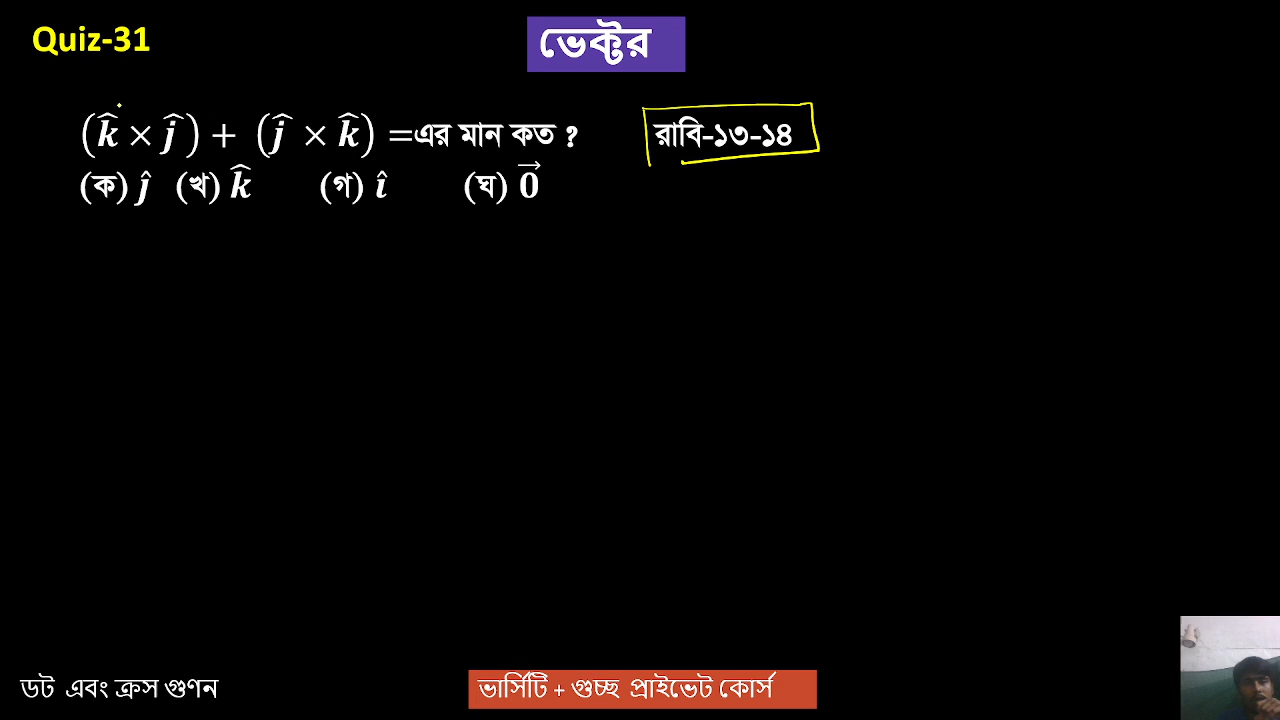 Quiz-31
ভেক্টর
(k̂ × ĵ) + (ĵ × k̂) =এর মান কত ? রাবি-১৩-১৪
(ক) ĵ (খ) k̂ (গ) î (ঘ) 0⃗
ডট এবং ক্রস গুণন
ভার্সিটি + গুচ্ছ প্রাইভেট কোর্স